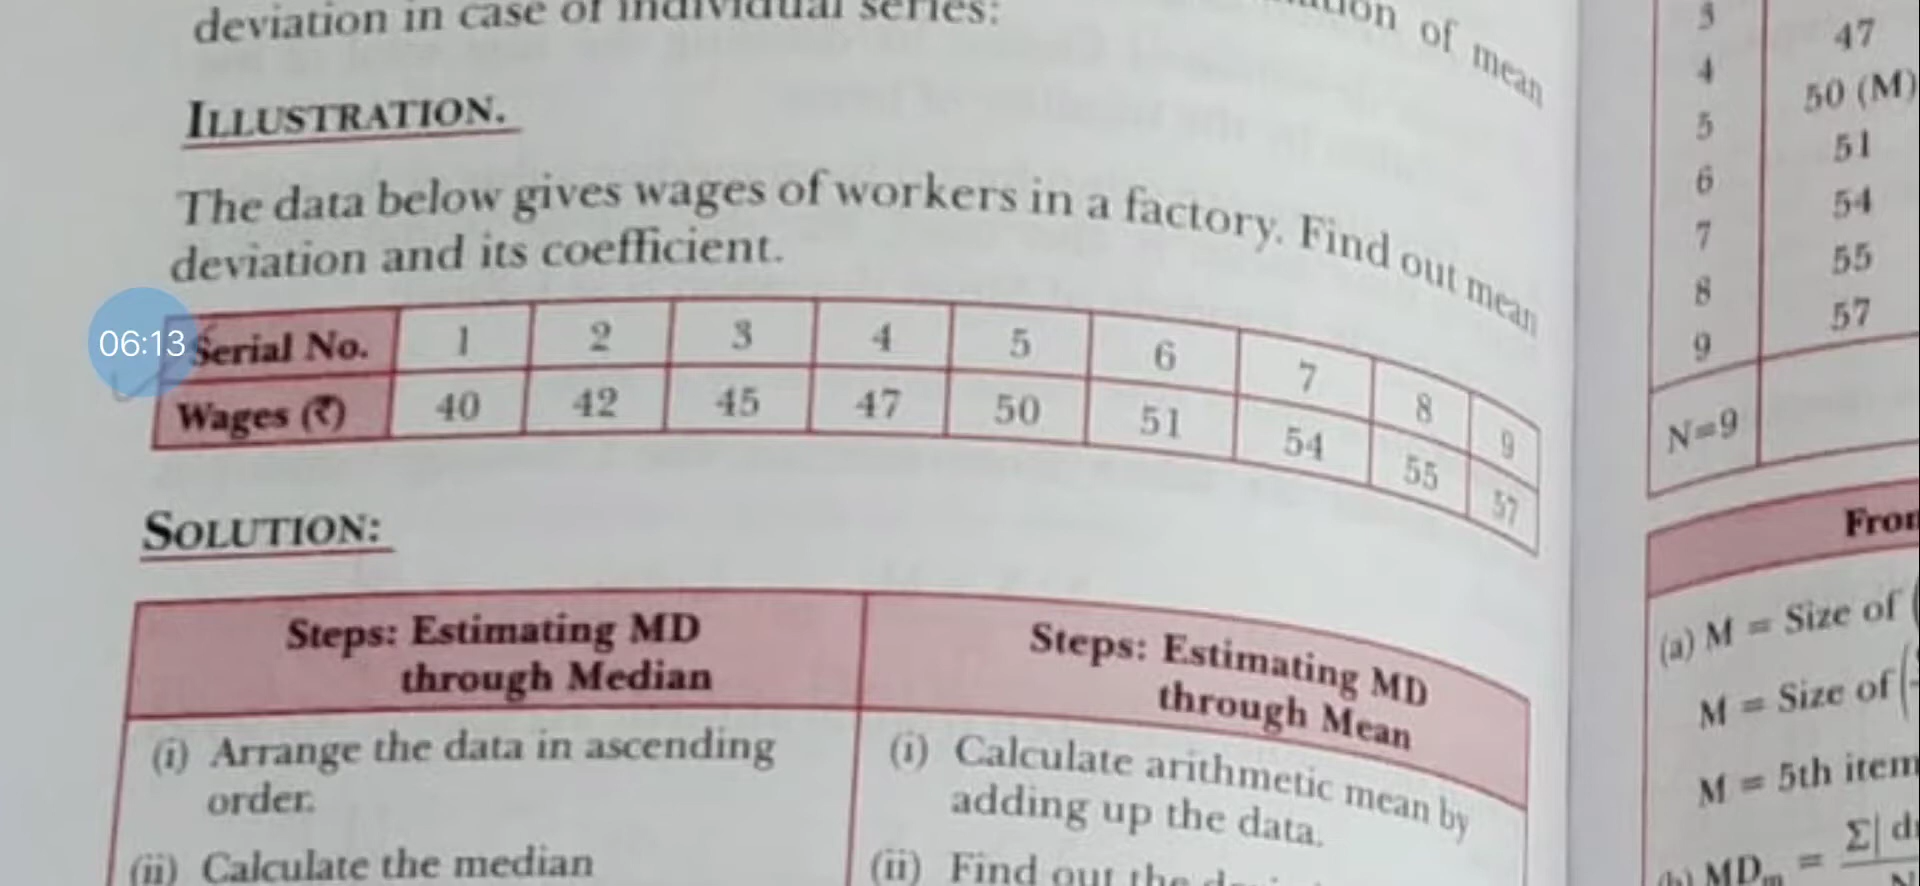 deviation in case of individual series:
of mean
ILLUSTRATION.
The data below gives wages of workers in a factory. Find out mean
deviation and its coefficient.
06:13
Serial No. 1 2 3 4 5 6 7 8 9
Wages (₹) 40 42 45 47 50 51 54 55 57
SOLUTION:
Steps: Estimating MD
through Median
(i) Arrange the data in ascending
order.
(ii) Calculate the median
Steps: Estimating MD
through Mean
(i) Calculate arithmetic mean by
adding up the data.
(ii) Find out the
3
4 47
5 50 (M)
6 51
7 54
8 55
9 57
N=9
(a) M = Size of (
M = Size of (
M = 5th item
(b) MDm = Σ| d
N